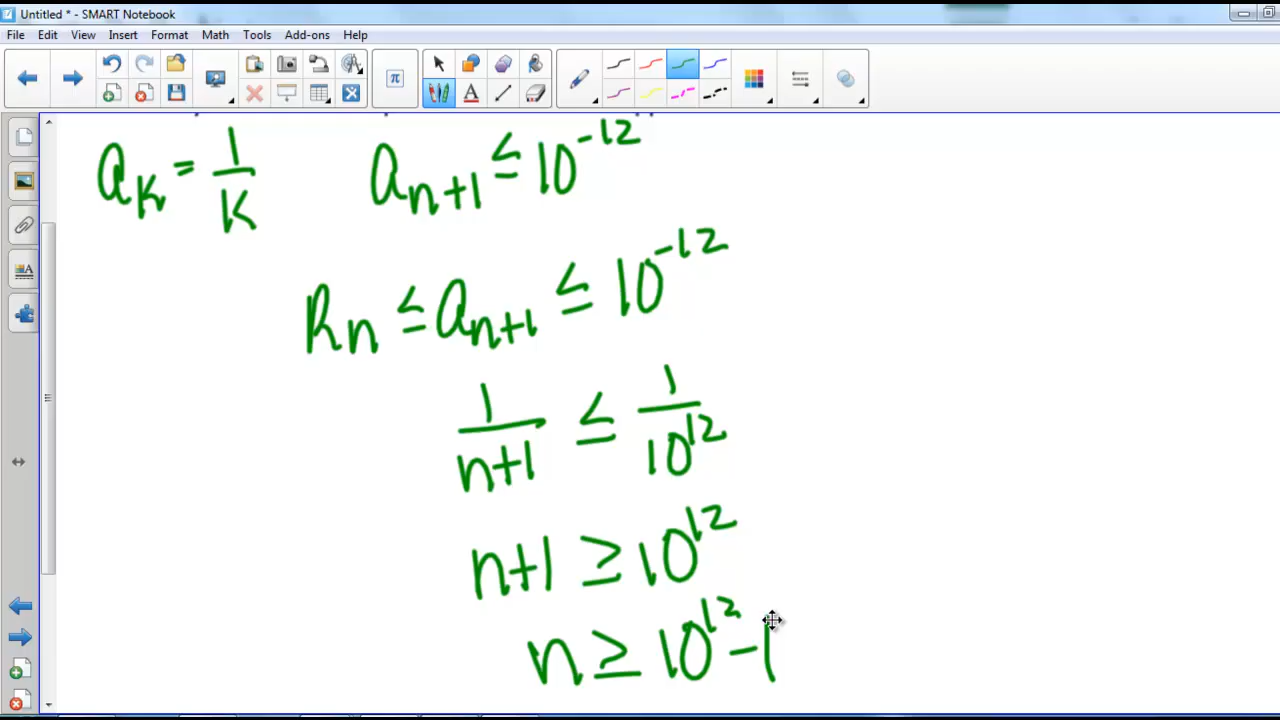 Untitled * - SMART Notebook
File Edit View Insert Format Math Tools Add-ons Help
π A
a_k = 1/k a_{n+1} ≤ 10^{-12}
R_n ≤ a_{n+1} ≤ 10^{-12}
1/(n+1) ≤ 1/10^{12}
n+1 ≥ 10^{12}
n ≥ 10^{12} - 1